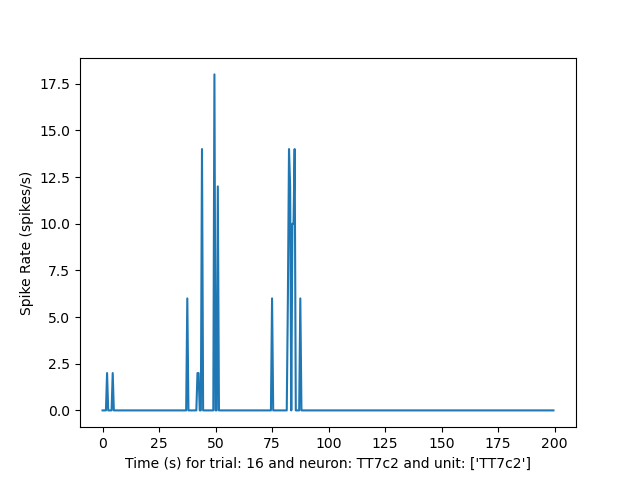 17.5
15.0
12.5
10.0
7.5
5.0
2.5
0.0
Spike Rate (spikes/s)
0 25 50 75 100 125 150 175 200
Time (s) for trial: 16 and neuron: TT7c2 and unit: ['TT7c2']